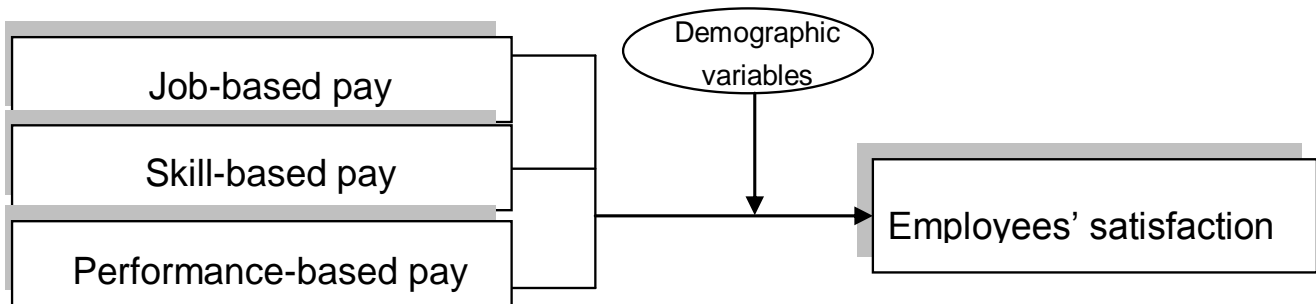 Demographic
variables
Job-based pay
Skill-based pay
Performance-based pay
Employees’ satisfaction